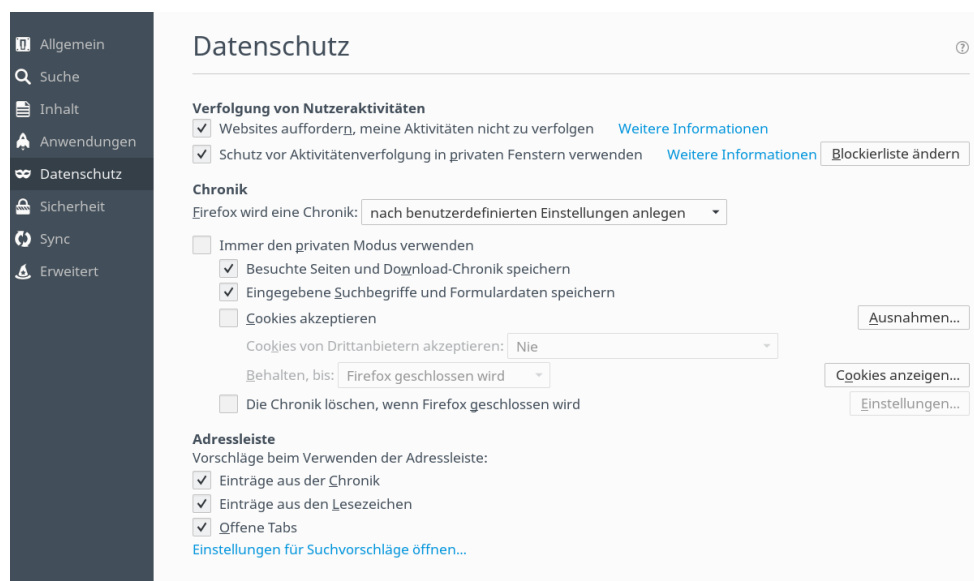 Allgemein
Suche
Inhalt
Anwendungen
Datenschutz
Sicherheit
Sync
Erweitert
Datenschutz
?
Verfolgung von Nutzeraktivitäten
Websites auffordern, meine Aktivitäten nicht zu verfolgen Weitere Informationen
Schutz vor Aktivitätenverfolgung in privaten Fenstern verwenden Weitere Informationen Blockierliste ändern
Chronik
Firefox wird eine Chronik: nach benutzerdefinierten Einstellungen anlegen
Immer den privaten Modus verwenden
Besuchte Seiten und Download-Chronik speichern
Eingegebene Suchbegriffe und Formulardaten speichern
Cookies akzeptieren Ausnahmen...
Cookies von Drittanbietern akzeptieren: Nie
Behalten, bis: Firefox geschlossen wird Cookies anzeigen...
Die Chronik löschen, wenn Firefox geschlossen wird Einstellungen...
Adressleiste
Vorschläge beim Verwenden der Adressleiste:
Einträge aus der Chronik
Einträge aus den Lesezeichen
Offene Tabs
Einstellungen für Suchvorschläge öffnen...